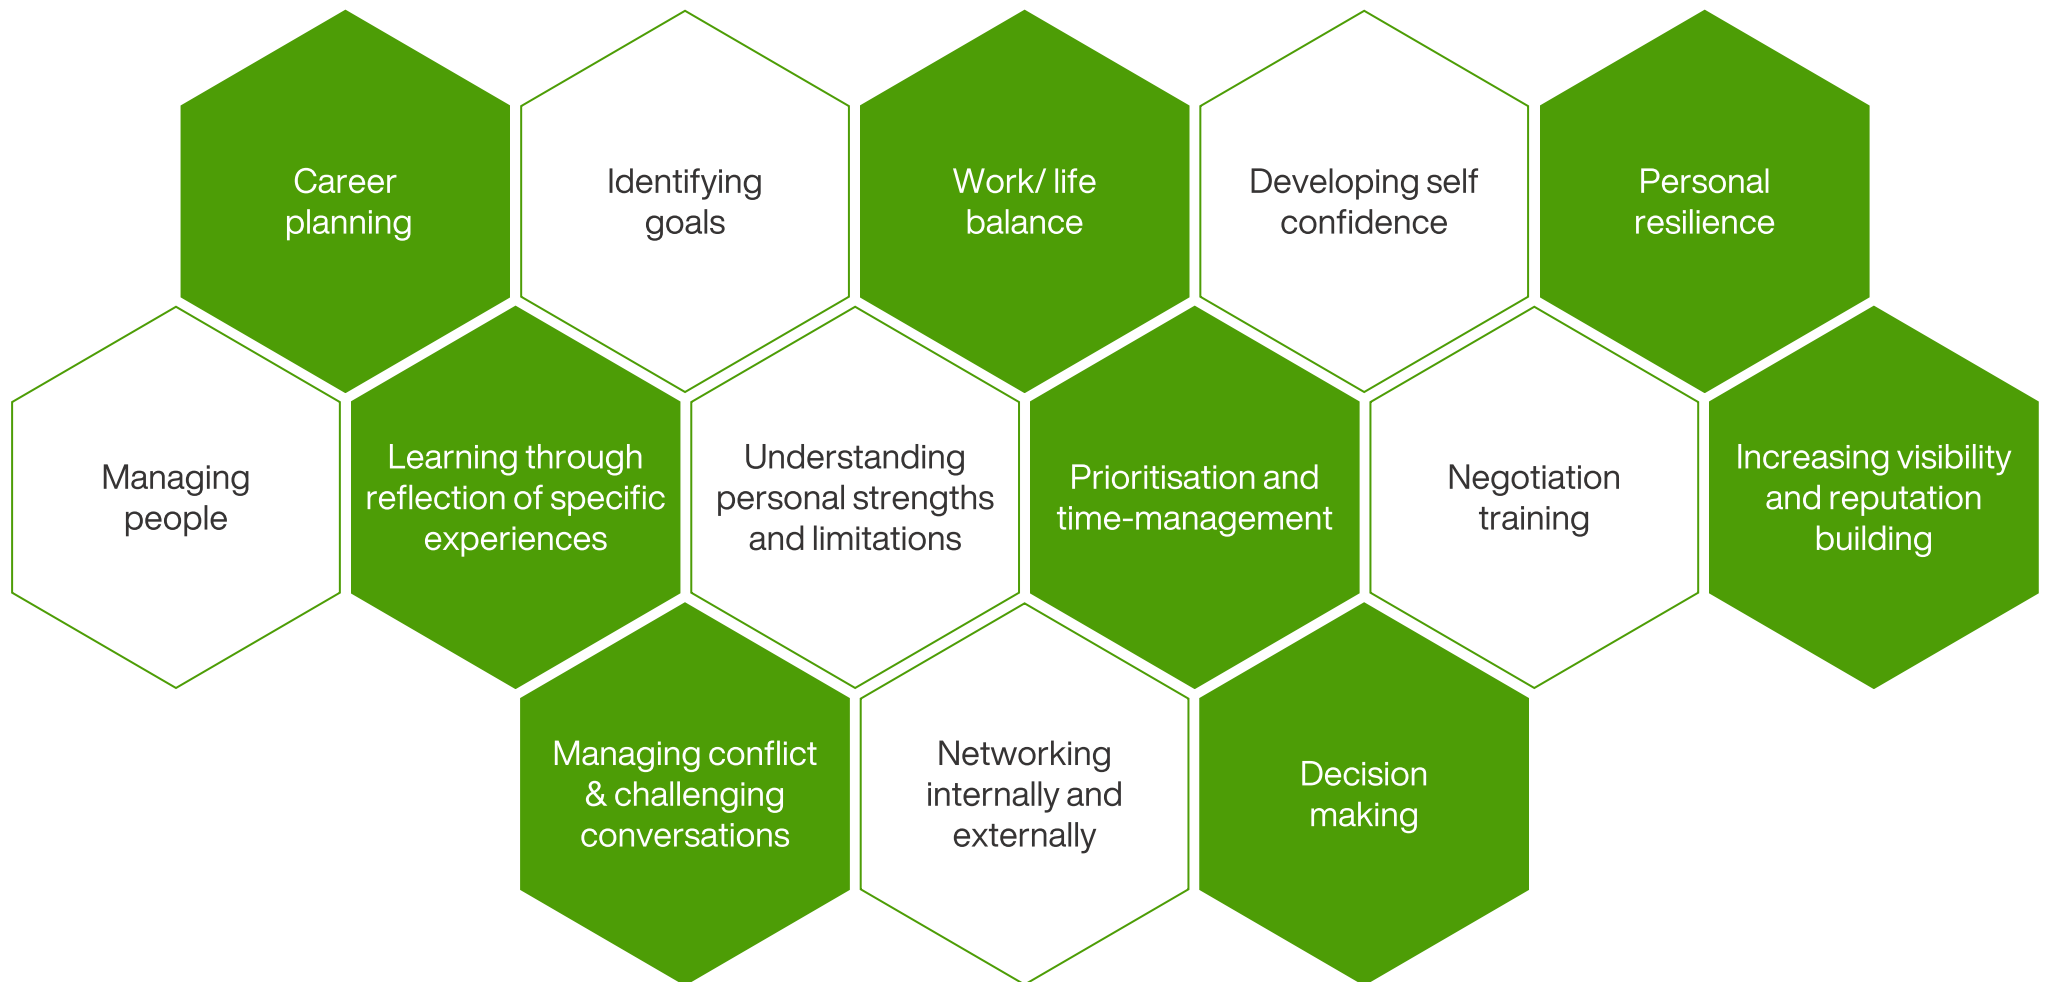 Career
planning
Identifying
goals
Work/ life
balance
Developing self
confidence
Personal
resilience
Managing
people
Learning through
reflection of specific
experiences
Understanding
personal strengths
and limitations
Prioritisation and
time-management
Negotiation
training
Increasing visibility
and reputation
building
Managing conflict
& challenging
conversations
Networking
internally and
externally
Decision
making